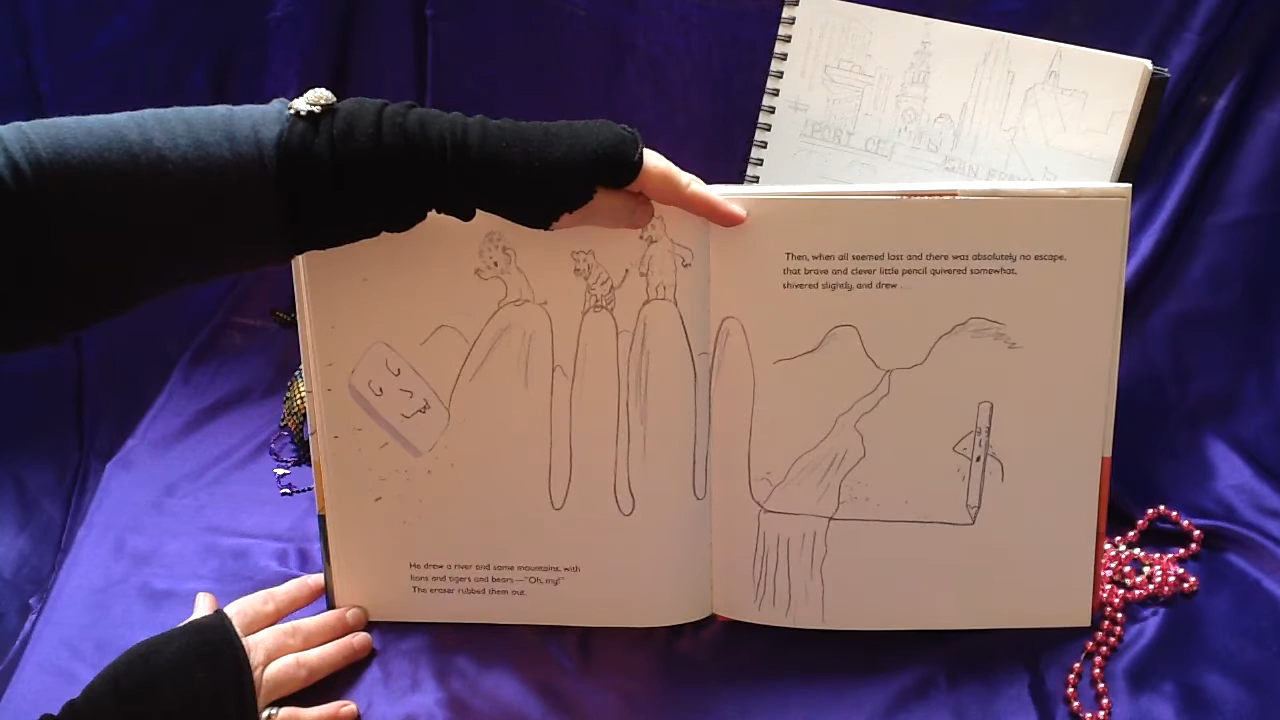 PORT OF
SAN FRAN
He drew a river and some mountains, with
lions and tigers and bears—"Oh, my!"
The eraser rubbed them out.
Then, when all seemed lost and there was absolutely no escape,
that brave and clever little pencil quivered somewhat,
shivered slightly, and drew . .